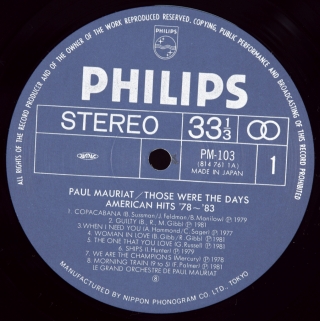 ALL RIGHTS OF THE RECORD PRODUCER AND OF THE OWNER OF THE WORK REPRODUCED RESERVED. COPYING, PUBLIC PERFORMANCE AND BROADCASTING OF THIS RECORD PROHIBITED
PHILIPS
PHILIPS
STEREO
33 1/3
PM-103
(814 761 1A)
MADE IN JAPAN
1
PAUL MAURIAT / THOSE WERE THE DAYS
AMERICAN HITS '78~'83
1. COPACABANA (B. Sussman/J. Feldman/B. Manilow) ℗ 1979
2. GUILTY (B., R., M. Gibb) ℗ 1981
3. WHEN I NEED YOU (A. Hammond/C. Sager) ℗ 1977
4. WOMAN IN LOVE (B. Gibb/R. Gibb) ℗ 1981
5. THE ONE THAT YOU LOVE (G. Russell) ℗ 1981
6. SHIPS (I. Hunter) ℗ 1979
7. WE ARE THE CHAMPIONS (Mercury) ℗ 1978
8. MORNING TRAIN (9 to 5) (F. Palmer) ℗ 1981
LE GRAND ORCHESTRE DE PAUL MAURIAT
MANUFACTURED BY NIPPON PHONOGRAM CO., LTD., TOKYO